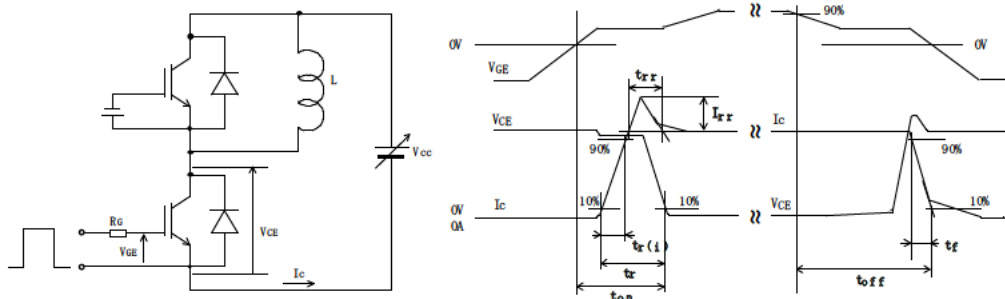 L
Vcc
RG
VGE
VCE
Ic
0V
VGE
trr
Irr
VCE
90%
0V
0A
Ic
10%
10%
tr(i)
tr
ton
90%
0V
Ic
90%
VCE
10%
tf
toff